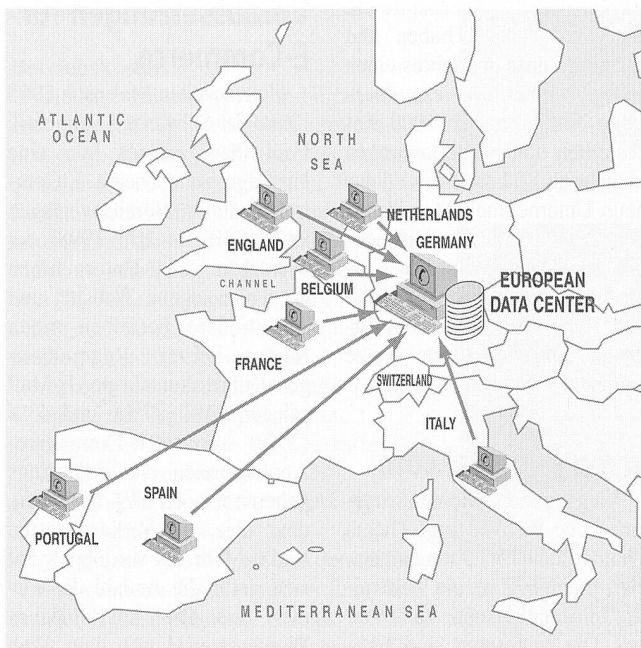 ATLANTIC
OCEAN
NORTH
SEA
NETHERLANDS
ENGLAND
GERMANY
CHANNEL
BELGIUM
EUROPEAN
DATA CENTER
FRANCE
SWITZERLAND
ITALY
SPAIN
PORTUGAL
MEDITERRANEAN SEA